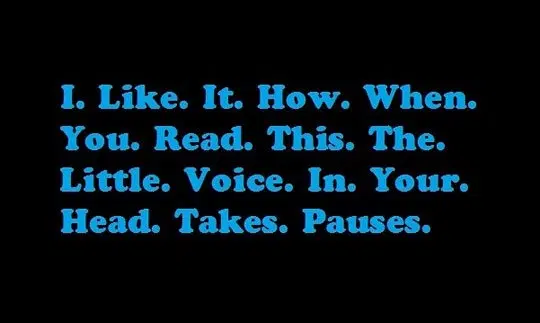 I. Like. It. How. When.
You. Read. This. The.
Little. Voice. In. Your.
Head. Takes. Pauses.